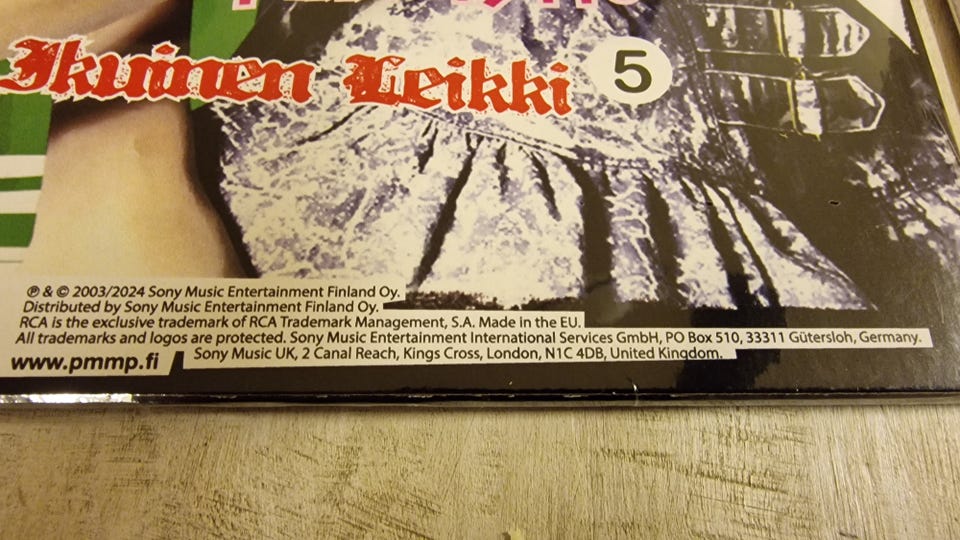 Ikuinen Leikki 5
℗ & © 2003/2024 Sony Music Entertainment Finland Oy.
Distributed by Sony Music Entertainment Finland Oy.
RCA is the exclusive trademark of RCA Trademark Management, S.A. Made in the EU.
All trademarks and logos are protected. Sony Music Entertainment International Services GmbH, PO Box 510, 33311 Gütersloh, Germany.
www.pmmp.fi
Sony Music UK, 2 Canal Reach, Kings Cross, London, N1C 4DB, United Kingdom.